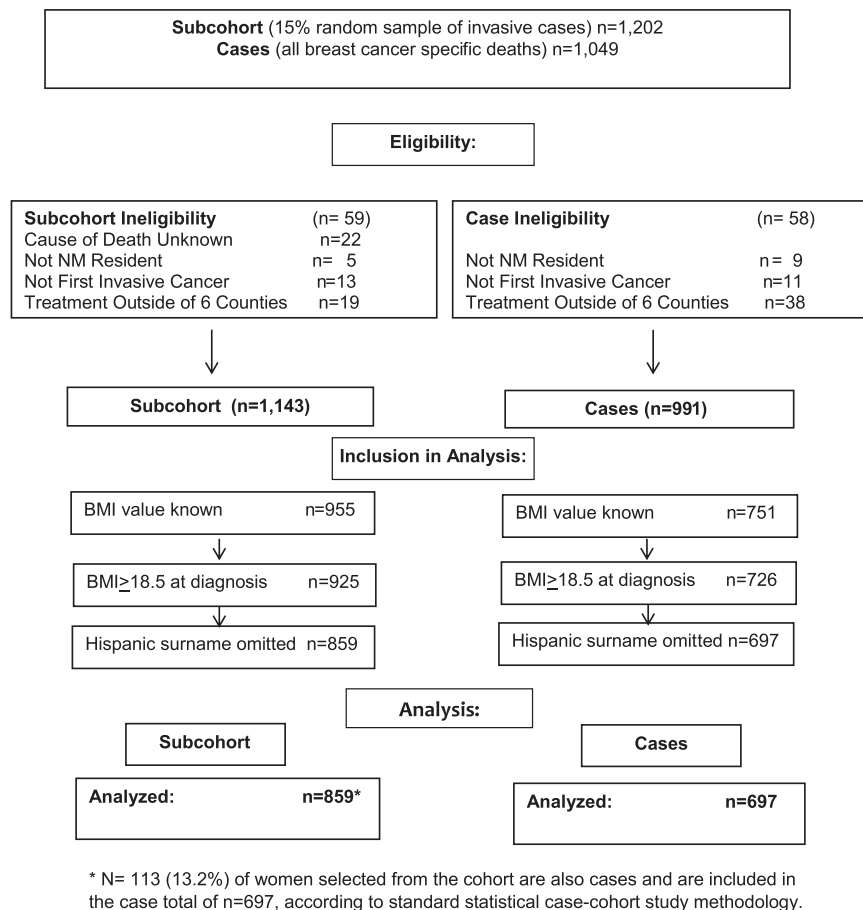 Subcohort (15% random sample of invasive cases) n=1,202
Cases (all breast cancer specific deaths) n=1,049
Eligibility:
Subcohort Ineligibility (n= 59)
Cause of Death Unknown n=22
Not NM Resident n= 5
Not First Invasive Cancer n=13
Treatment Outside of 6 Counties n=19
Case Ineligibility (n= 58)
Not NM Resident n= 9
Not First Invasive Cancer n=11
Treatment Outside of 6 Counties n=38
Subcohort (n=1,143)
Cases (n=991)
Inclusion in Analysis:
BMI value known n=955
BMI≥18.5 at diagnosis n=925
Hispanic surname omitted n=859
BMI value known n=751
BMI≥18.5 at diagnosis n=726
Hispanic surname omitted n=697
Analysis:
Subcohort
Analyzed: n=859*
Cases
Analyzed: n=697
* N= 113 (13.2%) of women selected from the cohort are also cases and are included in
the case total of n=697, according to standard statistical case-cohort study methodology.